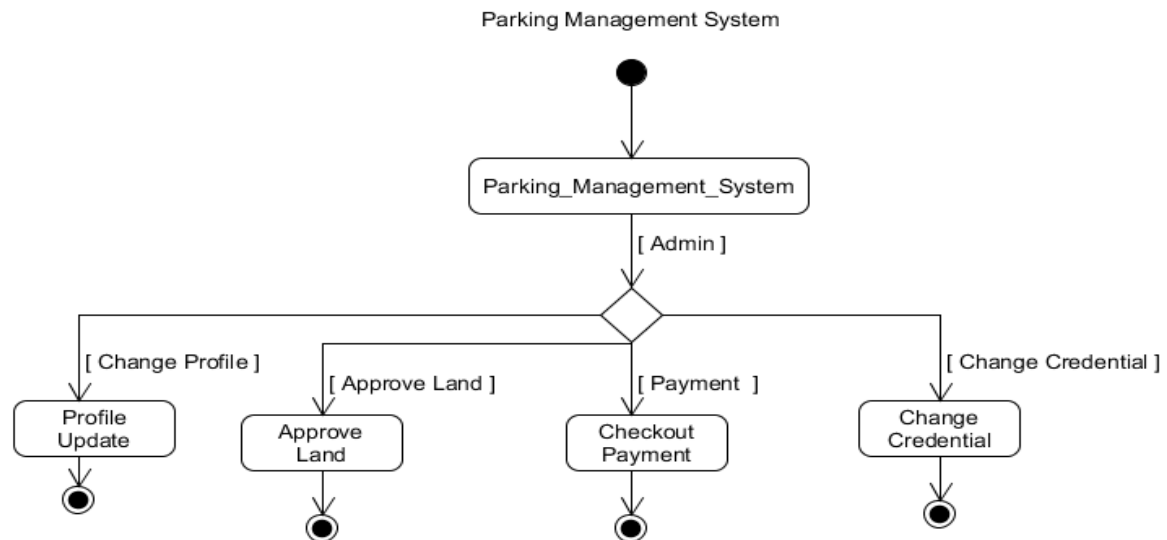 Parking Management System
Parking_Management_System
[ Admin ]
[ Change Profile ]
[ Approve Land ]
[ Payment  ]
[ Change Credential ]
Profile
Update
Approve
Land
Checkout
Payment
Change
Credential